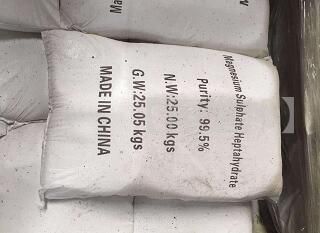 Magnesium Sulphate Heptahydrate
Purity: 99.5%
N.W:25.00 kgs
G.W:25.05 kgs
MADE IN CHINA